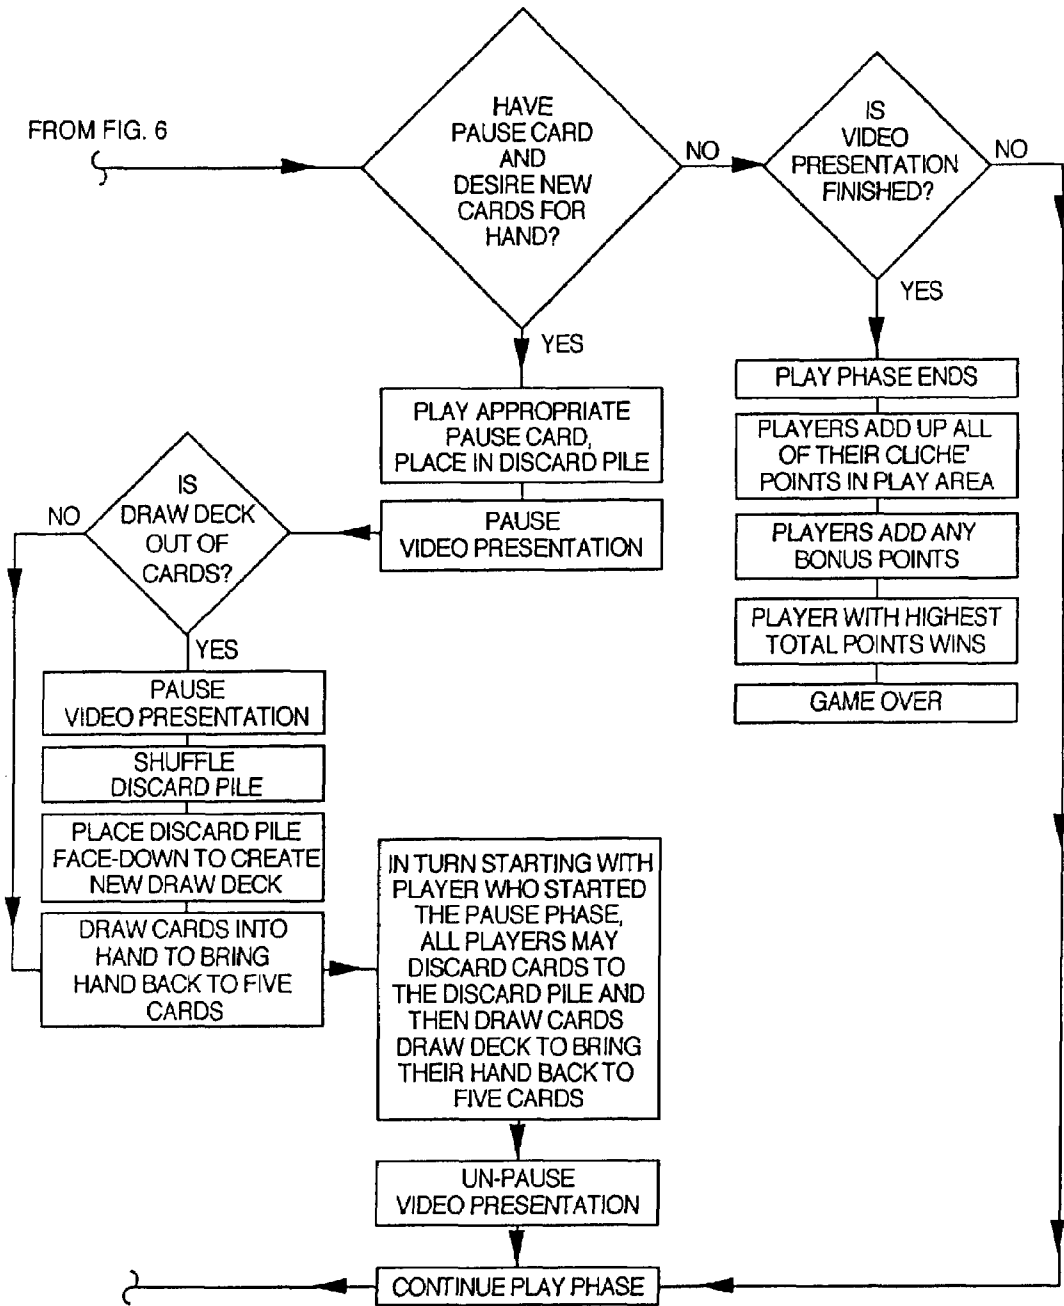 FROM FIG. 6
HAVE
PAUSE CARD
AND
DESIRE NEW
CARDS FOR
HAND?
NO
IS
VIDEO
PRESENTATION
FINISHED?
NO
YES
YES
PLAY APPROPRIATE
PAUSE CARD,
PLACE IN DISCARD PILE
PAUSE
VIDEO PRESENTATION
PLAY PHASE ENDS
PLAYERS ADD UP ALL
OF THEIR CLICHE'
POINTS IN PLAY AREA
PLAYERS ADD ANY
BONUS POINTS
PLAYER WITH HIGHEST
TOTAL POINTS WINS
GAME OVER
IS
DRAW DECK
OUT OF
CARDS?
NO
YES
PAUSE
VIDEO PRESENTATION
SHUFFLE
DISCARD PILE
PLACE DISCARD PILE
FACE-DOWN TO CREATE
NEW DRAW DECK
DRAW CARDS INTO
HAND TO BRING
HAND BACK TO FIVE
CARDS
IN TURN STARTING WITH
PLAYER WHO STARTED
THE PAUSE PHASE,
ALL PLAYERS MAY
DISCARD CARDS TO
THE DISCARD PILE AND
THEN DRAW CARDS
DRAW DECK TO BRING
THEIR HAND BACK TO
FIVE CARDS
UN-PAUSE
VIDEO PRESENTATION
CONTINUE PLAY PHASE